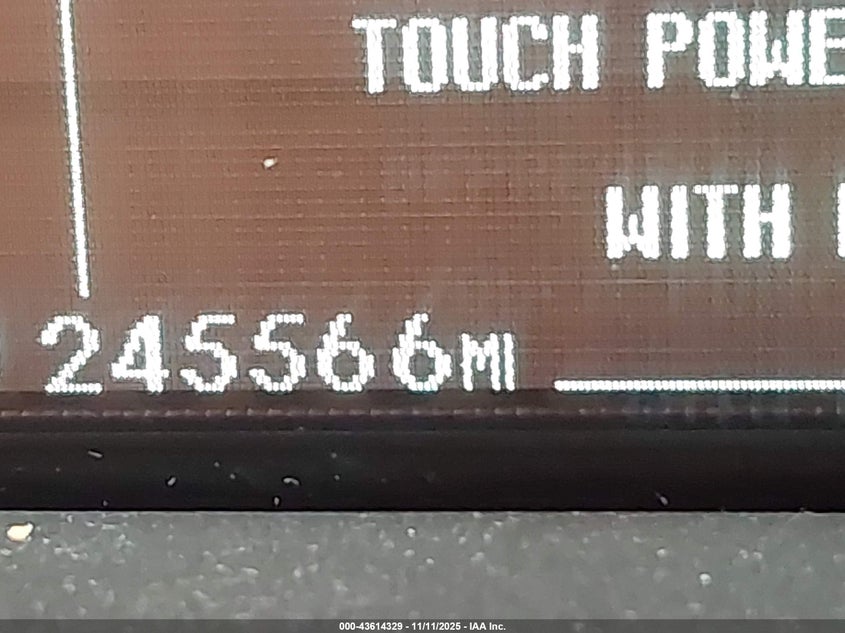 TOUCH POWE
WITH
245566MI
000-43614329 - 11/11/2025 - IAA Inc.